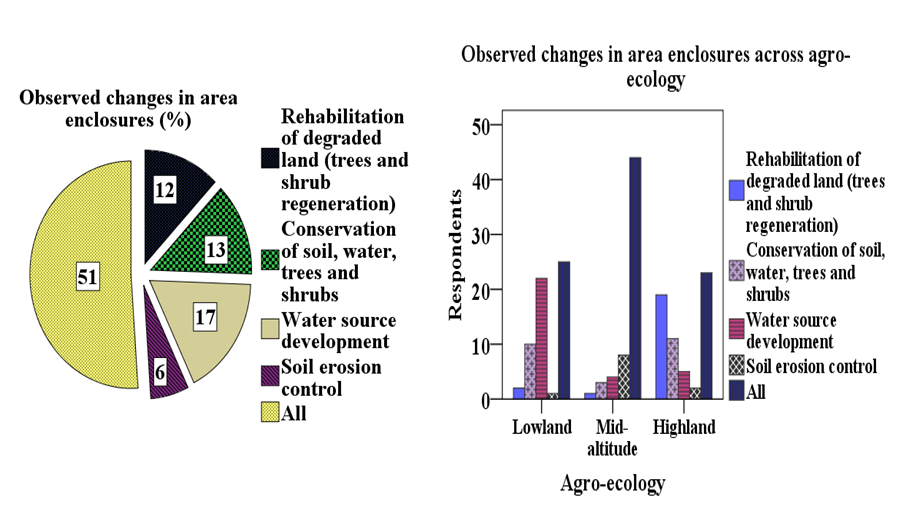 Observed changes in area
enclosures (%)
12
13
17
6
51
Rehabilitation
of degraded
land (trees and
shrub
regeneration)
Conservation
of soil, water,
trees and
shrubs
Water source
development
Soil erosion
control
All
Observed changes in area enclosures across agro-
ecology
Respondents
50
40
30
20
10
0
Lowland
Mid-
altitude
Highland
Agro-ecology
Rehabilitation of
degraded land (trees
and shrub
regeneration)
Conservation of soil,
water, trees and
shrubs
Water source
development
Soil erosion control
All